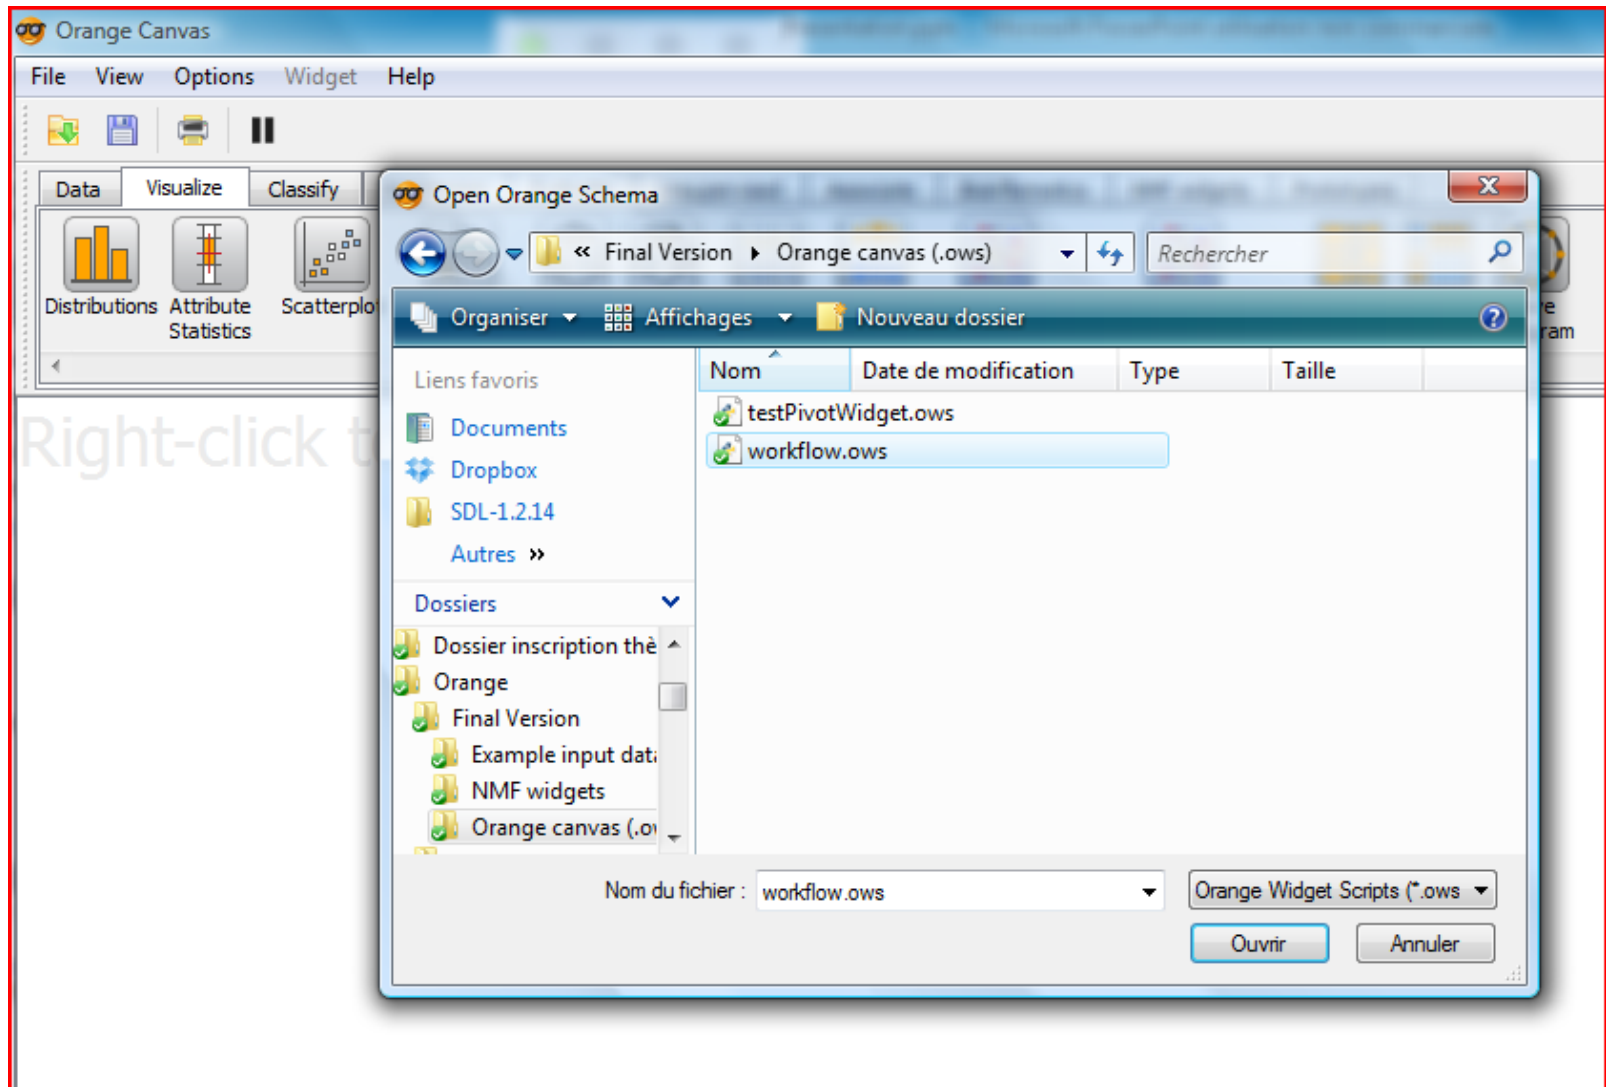 Orange Canvas
File View Options Widget Help
Data Visualize Classify
Distributions Attribute Statistics
Right-click
Open Orange Schema
« Final Version Orange canvas (.ows) Rechercher
Organiser Affichages Nouveau dossier
Liens favoris
Documents
Dropbox
SDL-1.2.14
Autres »
Dossiers
Dossier inscription
Orange
Final Version
Example input
NMF widgets
Orange canvas
Nom Date de modification Type Taille
testPivotWidget.ows
workflow.ows
Nom du fichier : workflow.ows Orange Widget Scripts (*.ows
Ouvrir Annuler